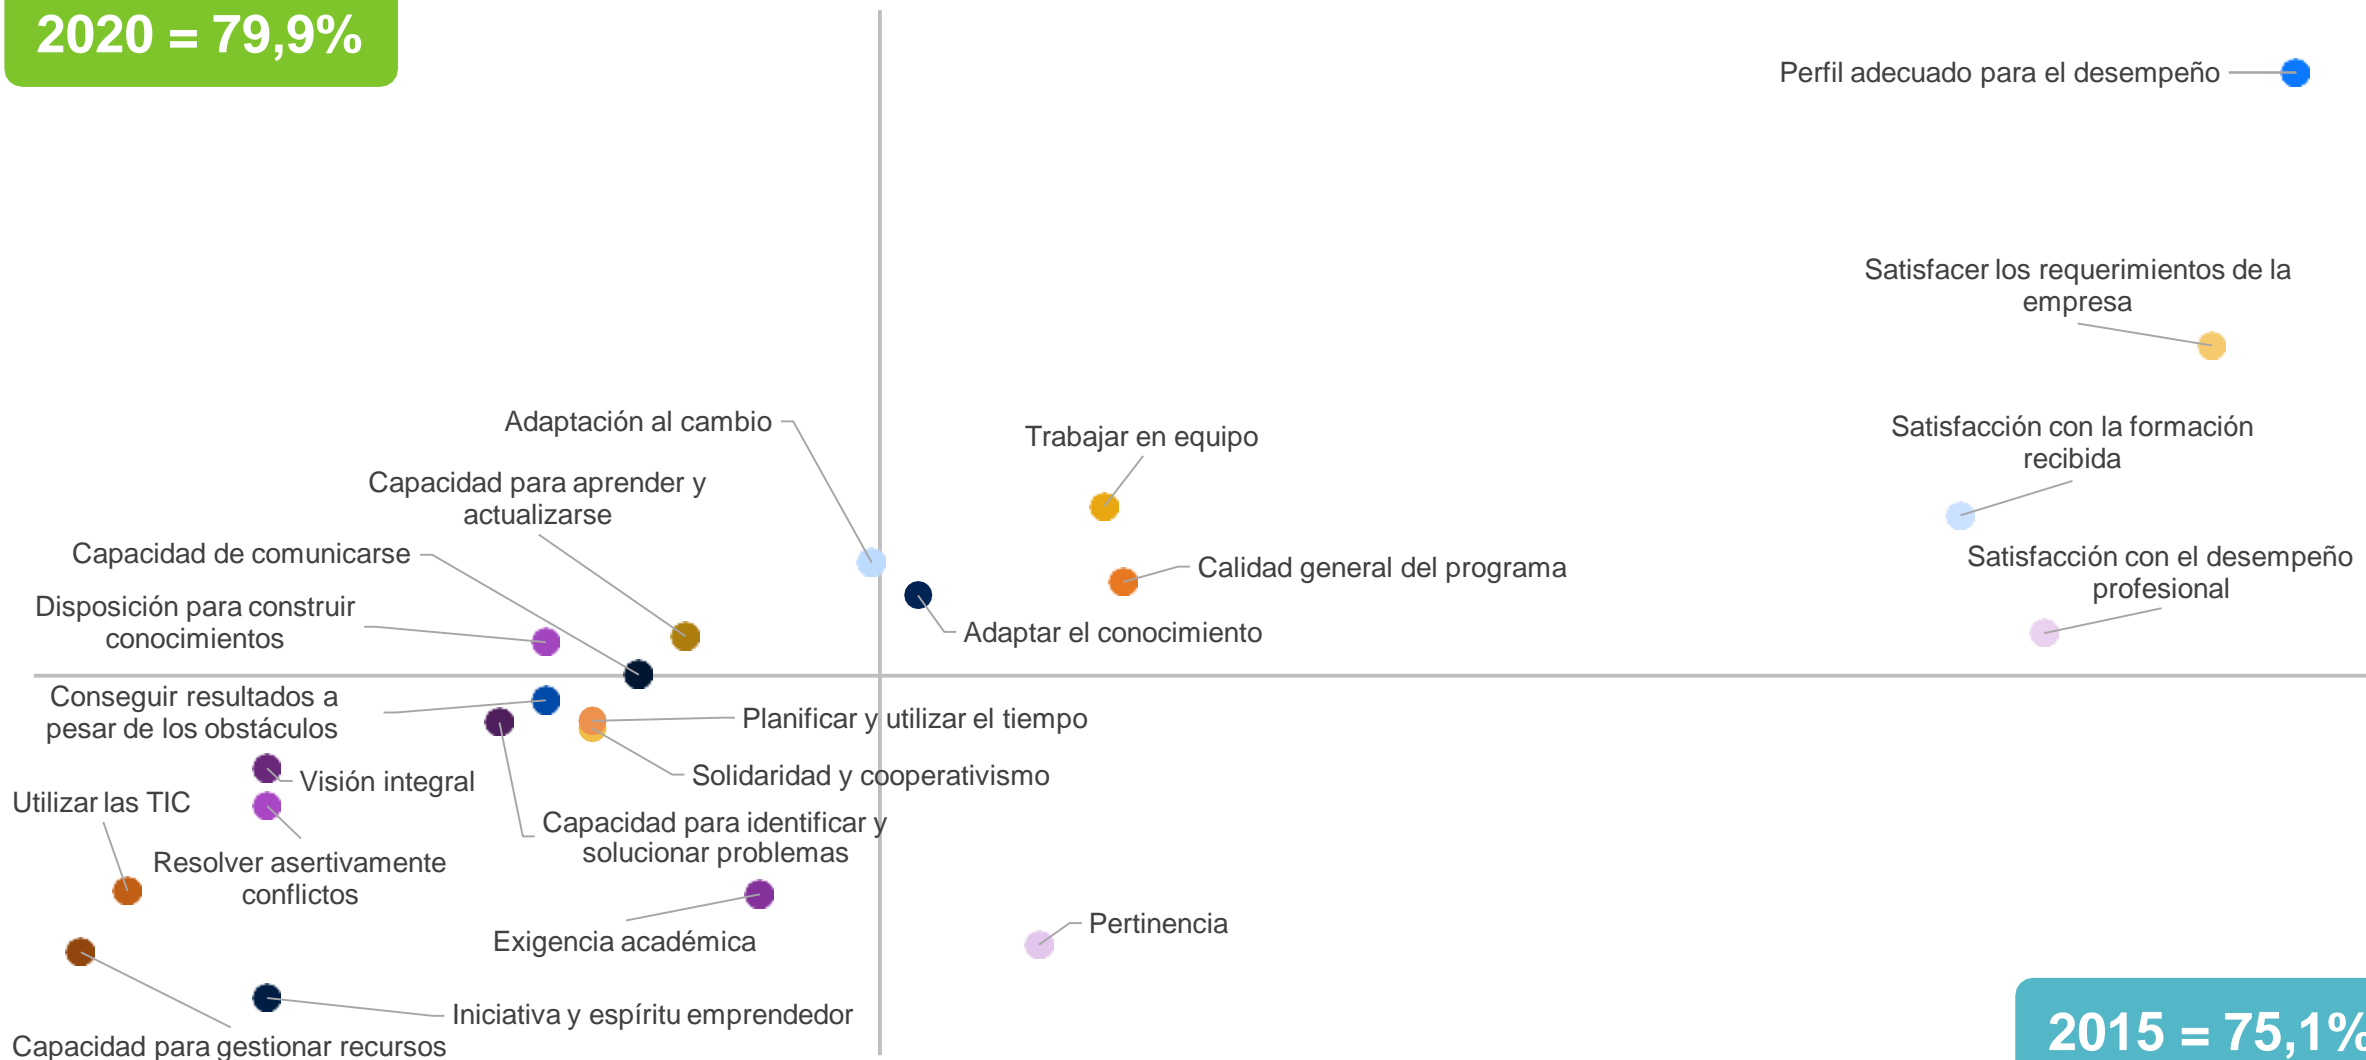 2020 = 79,9%
Perfil adecuado para el desempeño
Satisfacer los requerimientos de la
empresa
Adaptación al cambio
Trabajar en equipo
Satisfacción con la formación
recibida
Capacidad para aprender y
actualizarse
Capacidad de comunicarse
Calidad general del programa
Satisfacción con el desempeño
profesional
Disposición para construir
conocimientos
Adaptar el conocimiento
Conseguir resultados a
pesar de los obstáculos
Planificar y utilizar el tiempo
Visión integral
Solidaridad y cooperativismo
Utilizar las TIC
Capacidad para identificar y
solucionar problemas
Resolver asertivamente
conflictos
Exigencia académica
Pertinencia
Iniciativa y espíritu emprendedor
Capacidad para gestionar recursos
2015 = 75,1%